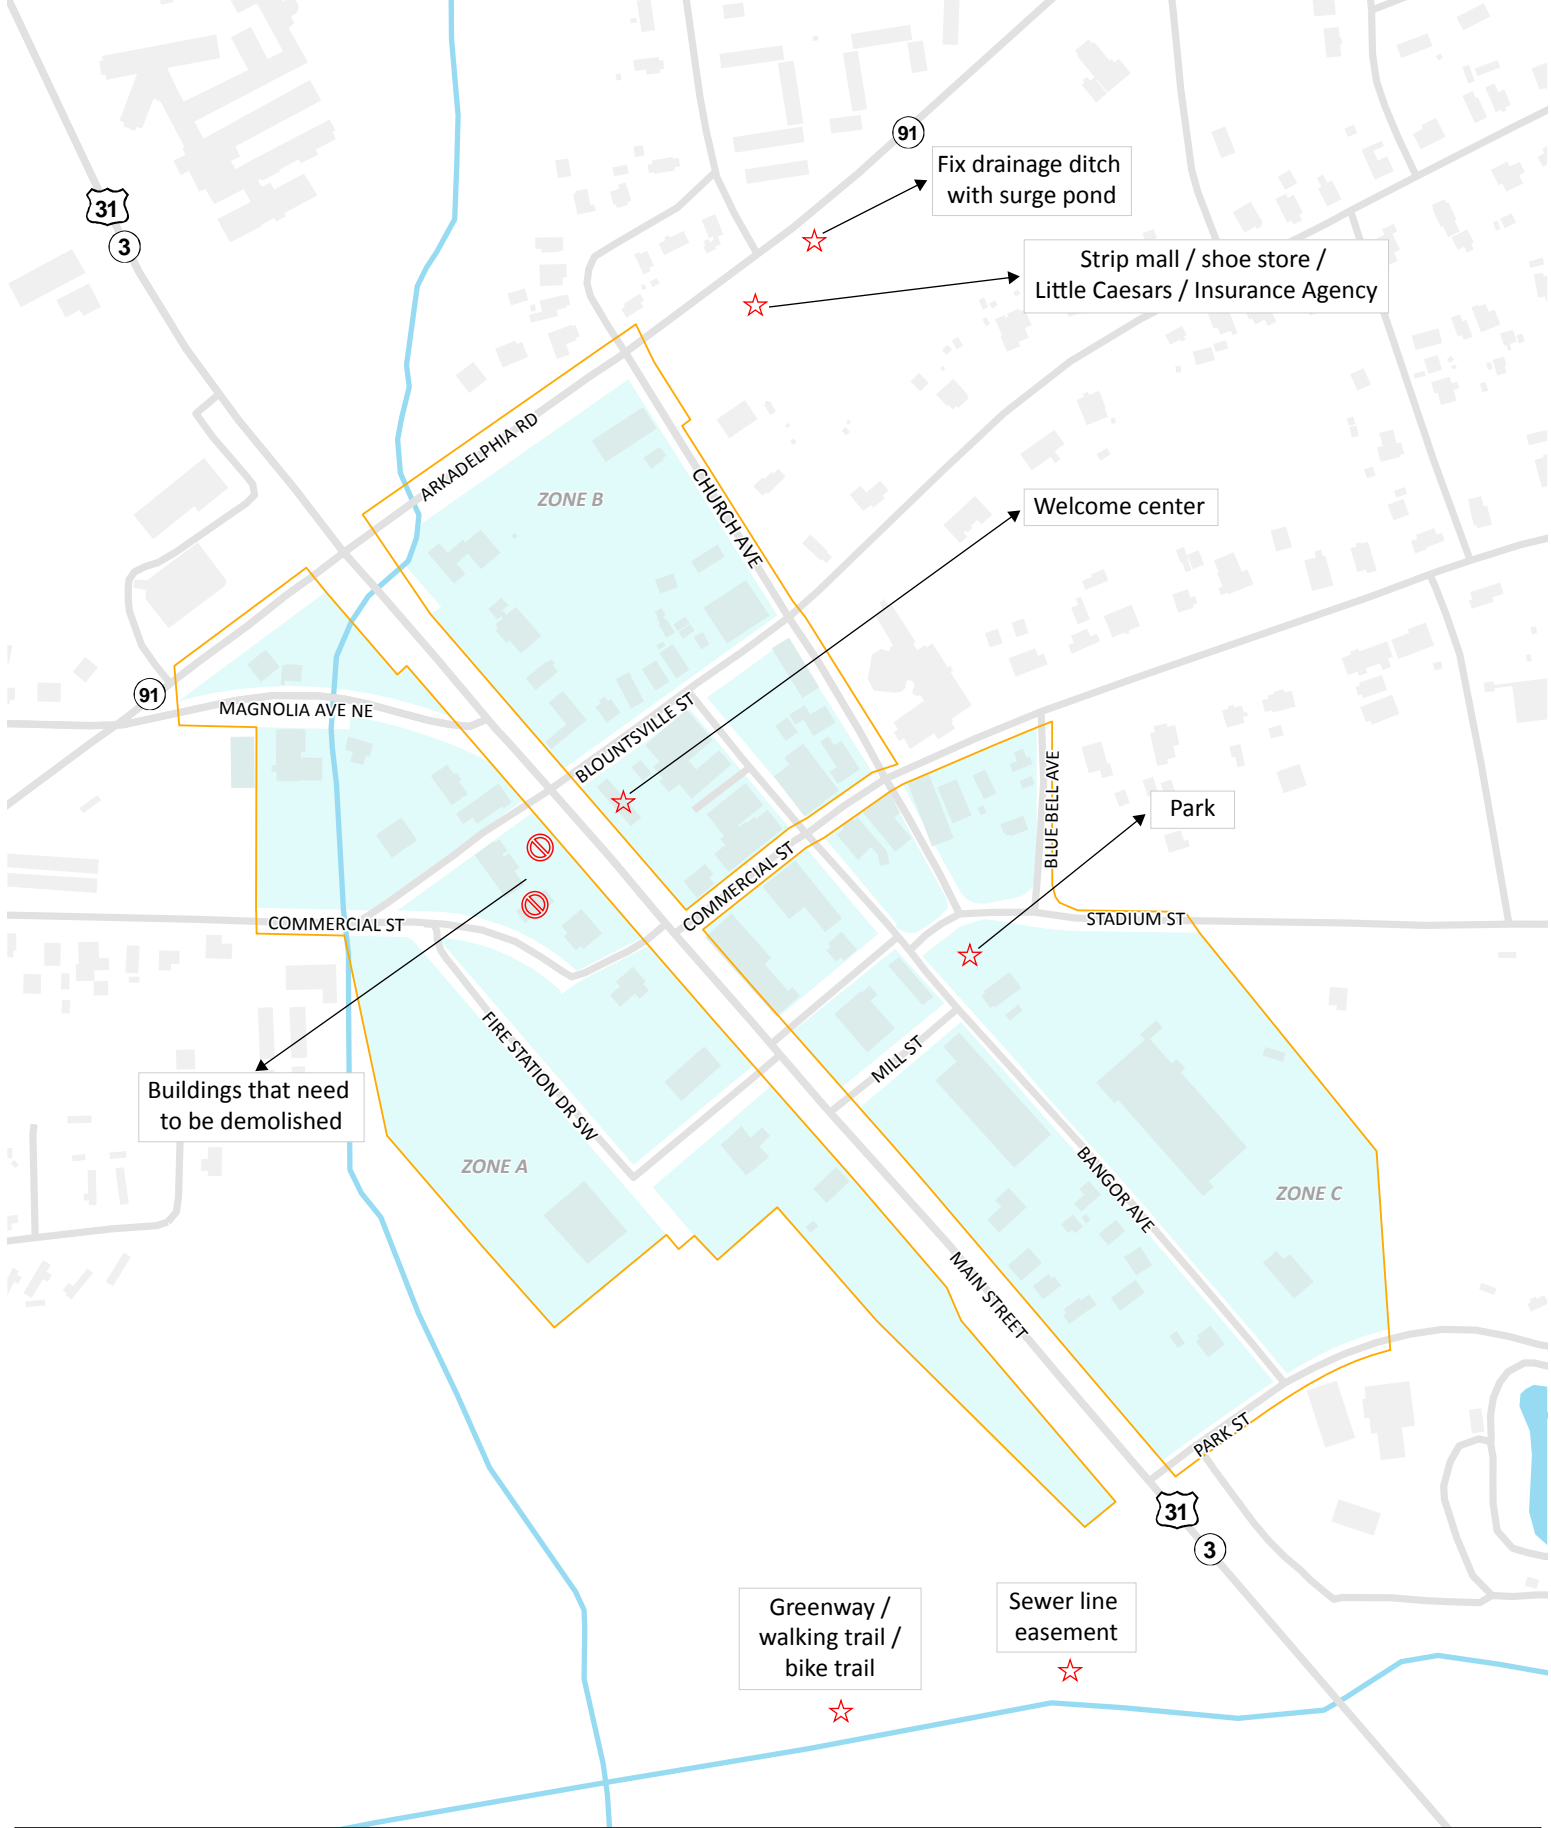 91
Fix drainage ditch
with surge pond
31
3
Strip mall / shoe store /
Little Caesars / Insurance Agency
ARKADELPHIA RD
ZONE B
CHURCH AVE
Welcome center
91
MAGNOLIA AVE NE
BLOUNTSVILLE ST
BLUE BELL AVE
Park
COMMERCIAL ST
COMMERCIAL ST
STADIUM ST
FIRE STATION DR SW
MILL ST
Buildings that need
to be demolished
ZONE A
BANGOR AVE
ZONE C
MAIN STREET
PARK ST
31
3
Greenway /
walking trail /
bike trail
Sewer line
easement